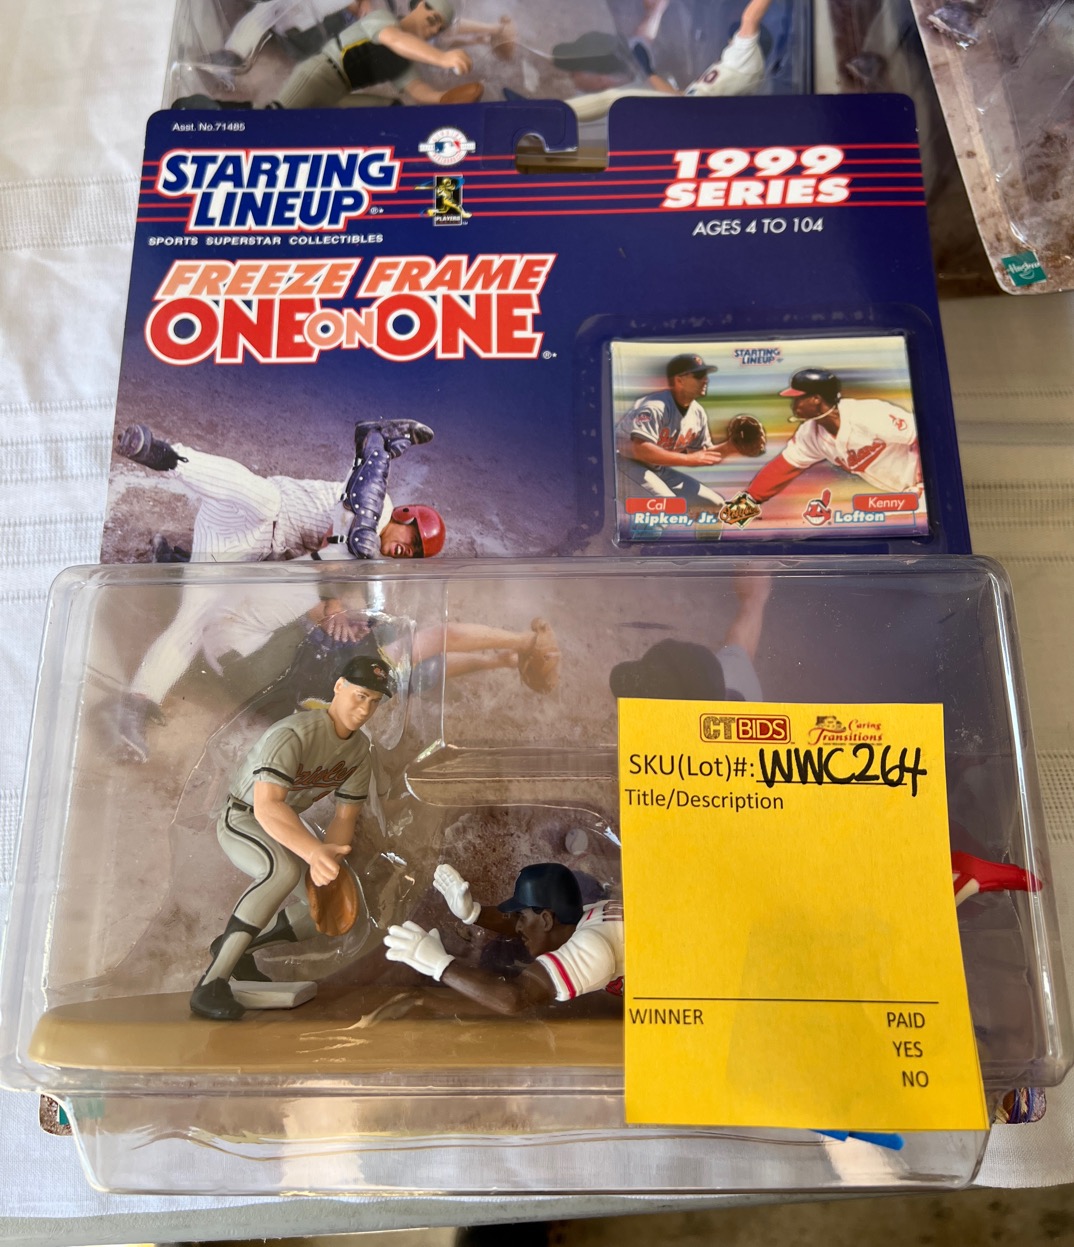 Asst. No.71485
STARTING
LINEUP
SPORTS SUPERSTAR COLLECTIBLES
PLAYERS
1999
SERIES
AGES 4 TO 104
FREEZE FRAME
ONE ON ONE
STARTING
LINEUP
Cal
Ripken, Jr.
Kenny
Lofton
Hasbro
CTBIDS
Caring
Transitions
SKU(Lot)#: WWC264
Title/Description
WINNER
PAID
YES
NO